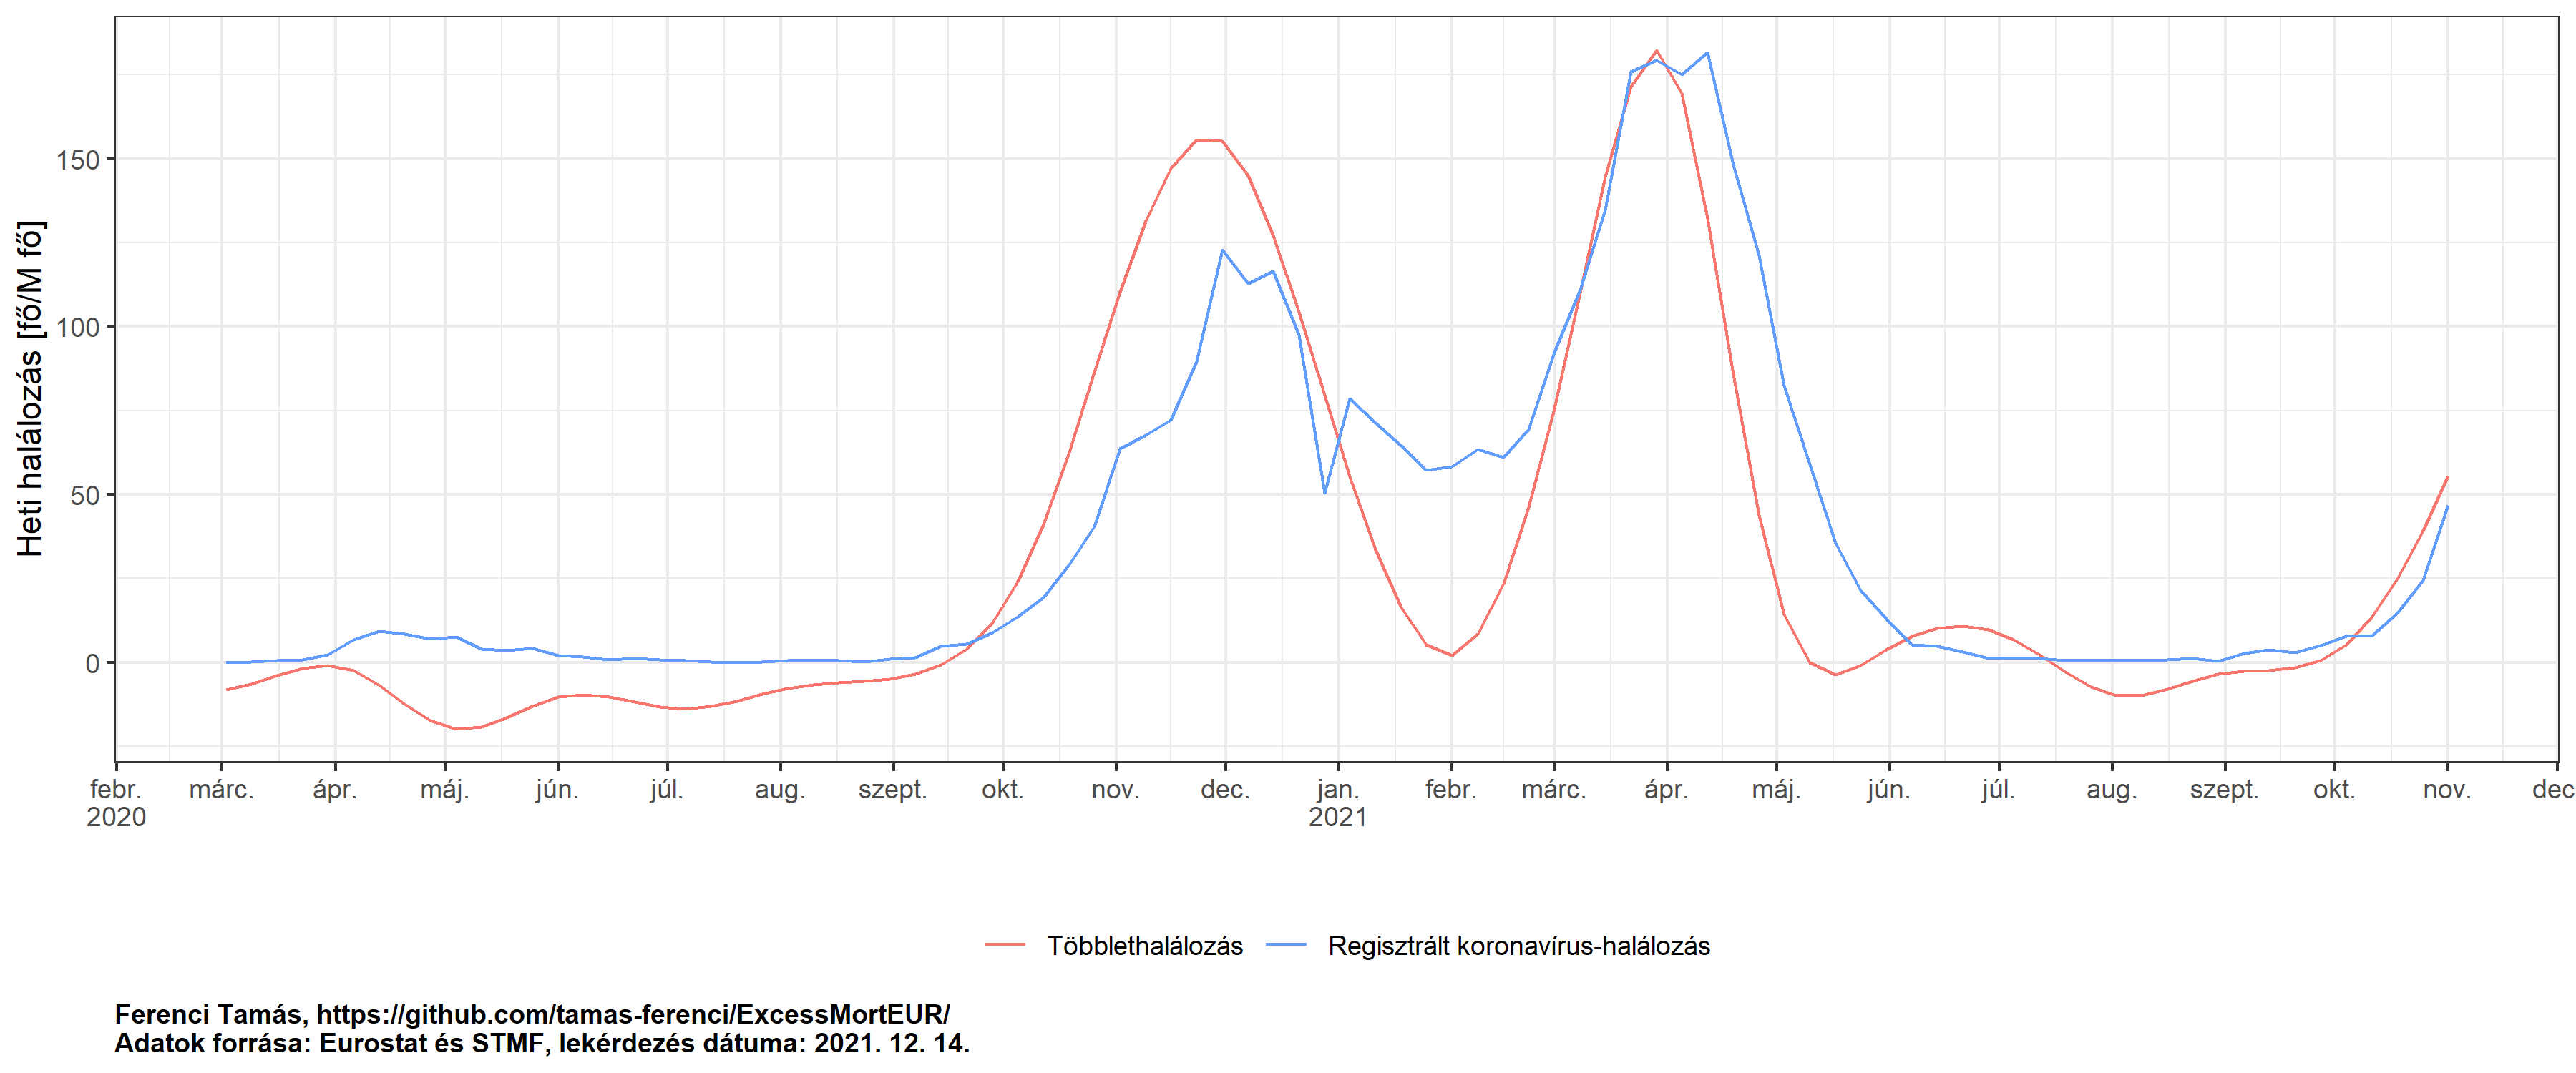 Heti halálozás [fő/M fő]
150
100
50
0
febr. márc. ápr. máj. jún. júl. aug. szept. okt. nov. dec. jan. febr. márc. ápr. máj. jún. júl. aug. szept. okt. nov. dec
2020 2021
Többlethalálozás Regisztrált koronavírus-halálozás
Ferenci Tamás, https://github.com/tamas-ferenci/ExcessMortEUR/
Adatok forrása: Eurostat és STMF, lekérdezés dátuma: 2021. 12. 14.